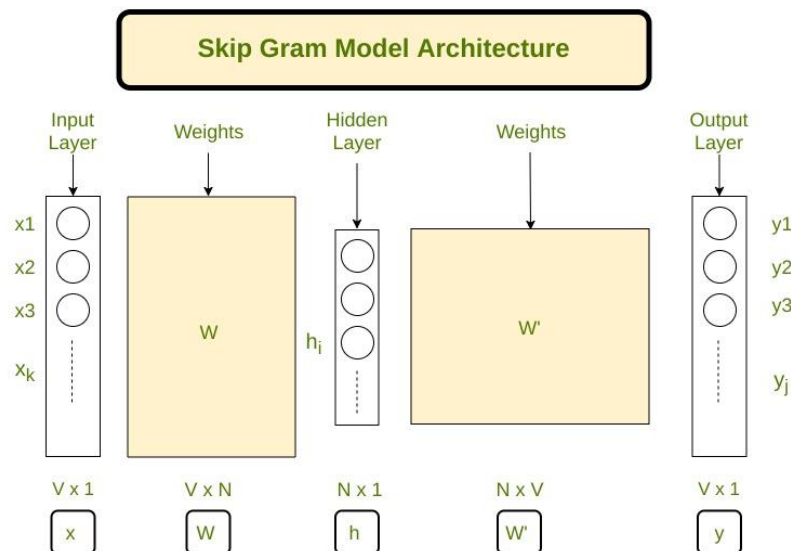 Skip Gram Model Architecture
Input
Layer
Weights
Hidden
Layer
Weights
Output
Layer
x1
x2
x3
xk
W
hi
W'
y1
y2
y3
yj
V x 1
V x N
N x 1
N x V
V x 1
x
W
h
W'
y